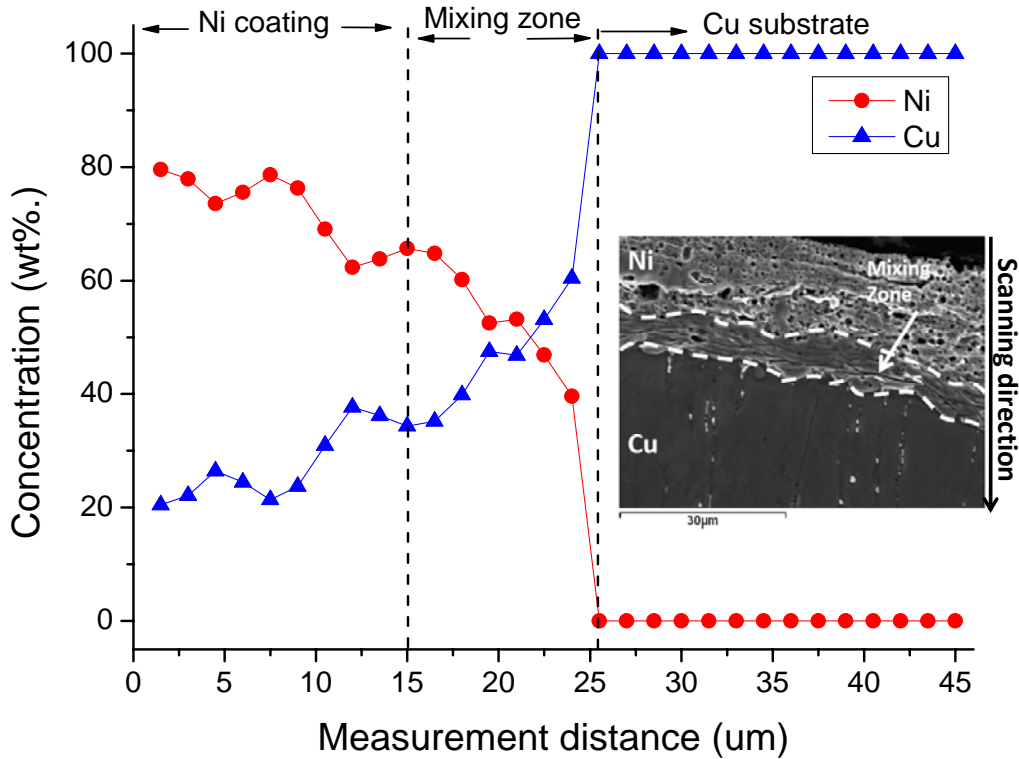 Ni coating
Mixing zone
Cu substrate
100
80
60
40
20
0
Concentration (wt%.)
Ni
Cu
Ni
Mixing
Zone
Cu
30μm
Scanning direction
0 5 10 15 20 25 30 35 40 45
Measurement distance (um)